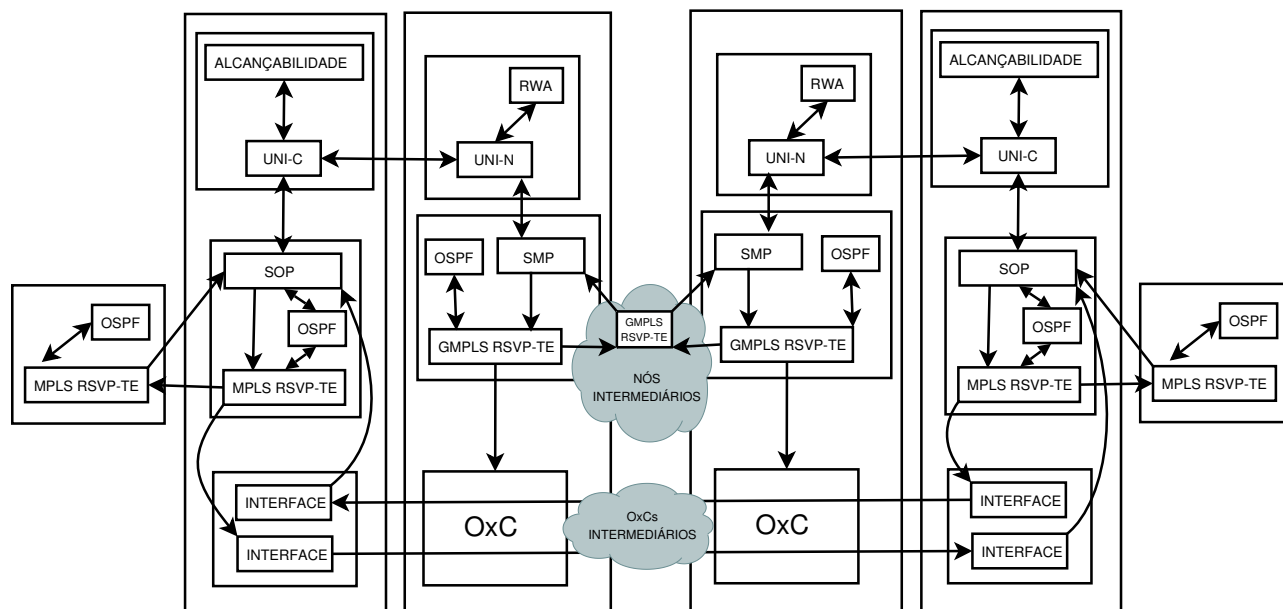 ALCANÇABILIDADE
ALCANÇABILIDADE
RWA
RWA
UNI-C
UNI-N
UNI-N
UNI-C
OSPF
SMP
SMP
OSPF
SOP
SOP
OSPF
OSPF
OSPF
OSPF
GMPLS
RSVP-TE
GMPLS RSVP-TE
GMPLS RSVP-TE
MPLS RSVP-TE
MPLS RSVP-TE
MPLS RSVP-TE
MPLS RSVP-TE
NÓS
INTERMEDIÁRIOS
INTERFACE
INTERFACE
OxC
OxCs
INTERMEDIÁRIOS
OxC
INTERFACE
INTERFACE